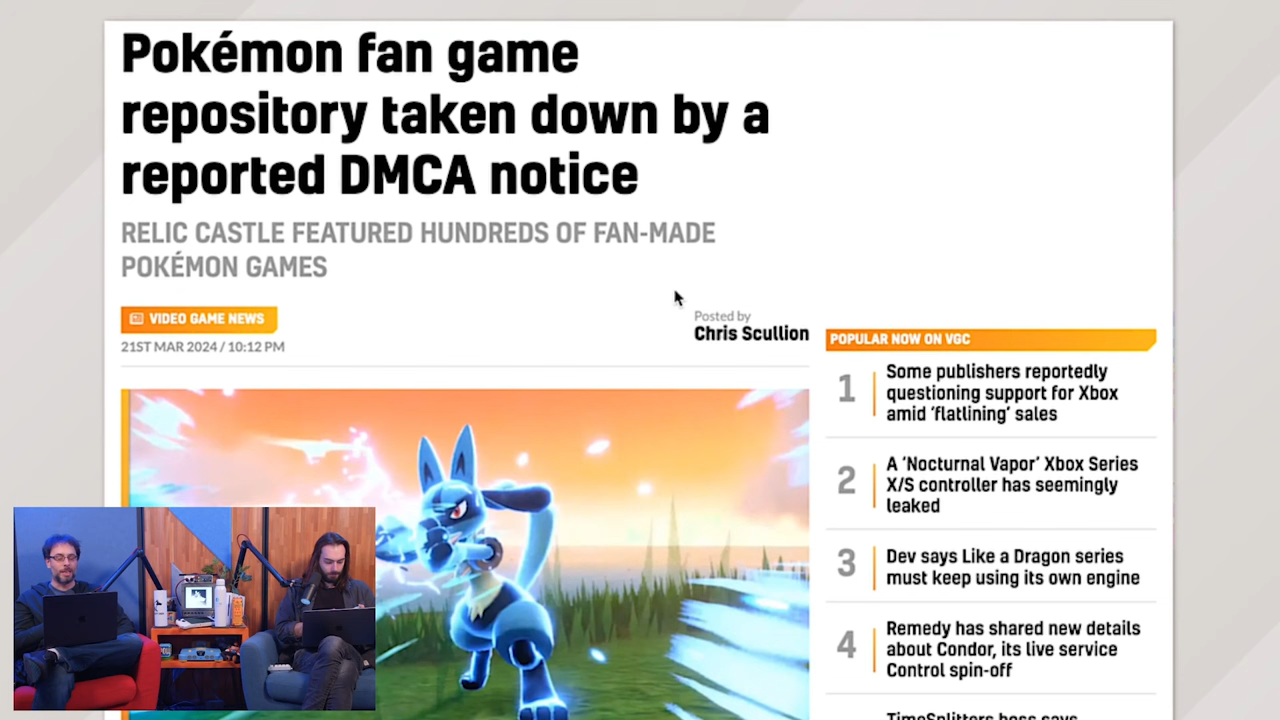 Pokémon fan game
repository taken down by a
reported DMCA notice
RELIC CASTLE FEATURED HUNDREDS OF FAN-MADE
POKÉMON GAMES
VIDEO GAME NEWS
21ST MAR 2024 / 10:12 PM
Posted by
Chris Scullion
POPULAR NOW ON VGC
1
Some publishers reportedly
questioning support for Xbox
amid ‘flatlining’ sales
2
A ‘Nocturnal Vapor’ Xbox Series
X/S controller has seemingly
leaked
3
Dev says Like a Dragon series
must keep using its own engine
4
Remedy has shared new details
about Condor, its live service
Control spin-off
TimeSplitters boss says